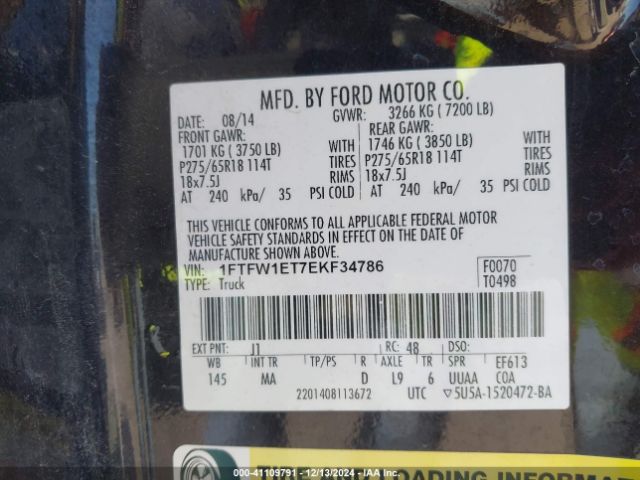 MFD. BY FORD MOTOR CO.
DATE: 08/14 GVWR: 3266 KG ( 7200 LB)
FRONT GAWR: REAR GAWR:
1701 KG ( 3750 LB) WITH 1746 KG ( 3850 LB) WITH
P275/65R18 114T TIRES P275/65R18 114T TIRES
18x7.5J RIMS 18x7.5J RIMS
AT 240 kPa/ 35 PSI COLD AT 240 kPa/ 35 PSI COLD
THIS VEHICLE CONFORMS TO ALL APPLICABLE FEDERAL MOTOR
VEHICLE SAFETY STANDARDS IN EFFECT ON THE DATE OF
MANUFACTURE SHOWN ABOVE.
VIN: 1FTFW1ET7EKF34786 F0070
TYPE: Truck T0498
EXT PNT: J1 RC: 48 DSO:
WB INT TR TP/PS R AXLE TR SPR EF613
145 MA D L9 6 UUAA COA
2201408113672 UTC ▽5U5A-1520472-BA
TIRE AND LOADING INFORMATION
000-41109791 - 12/13/2024 - IAA Inc.